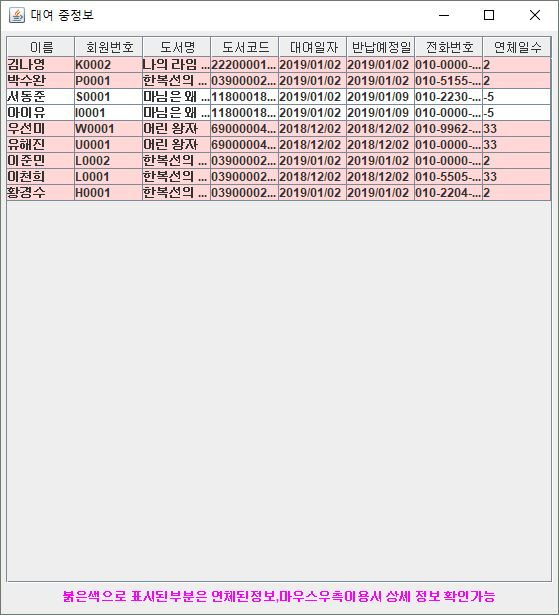 대여 중정보
이름 회원번호 도서명 도서코드 대여일자 반납예정일 전화번호 연체일수
김나영 K0002 나의 라임 ... 22200001... 2019/01/02 2019/01/02 010-0000-... 2
박수완 P0001 한복선의 ... 03900002... 2019/01/02 2019/01/02 010-5155-... 2
서동준 S0001 마님은 왜 ... 11800018... 2019/01/02 2019/01/09 010-2230-... -5
아이유 I0001 마님은 왜 ... 11800018... 2019/01/02 2019/01/09 010-0000-... -5
우선미 W0001 어린 왕자 69000004... 2018/12/02 2018/12/02 010-9962-... 33
유해진 U0001 어린 왕자 69000004... 2018/12/02 2018/12/02 010-0000-... 33
이준민 L0002 한복선의 ... 03900002... 2019/01/02 2019/01/02 010-0000-... 2
이천희 L0001 한복선의 ... 03900002... 2018/12/02 2018/12/02 010-5505-... 33
황경수 H0001 한복선의 ... 03900002... 2019/01/02 2019/01/02 010-2204-... 2
붉은색으로 표시된부분은 연체된정보,마우스우측이용시 상세 정보 확인가능